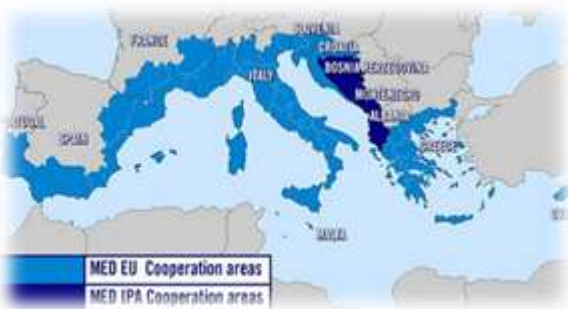 SLOVENIA
FRANCE
CROATIA
ITALY
BOSNIA HERZEGOVINA
MONTENEGRO
ALBANIA
PORTUGAL
SPAIN
GREECE
MALTA
MED EU Cooperation areas
MED IPA Cooperation areas